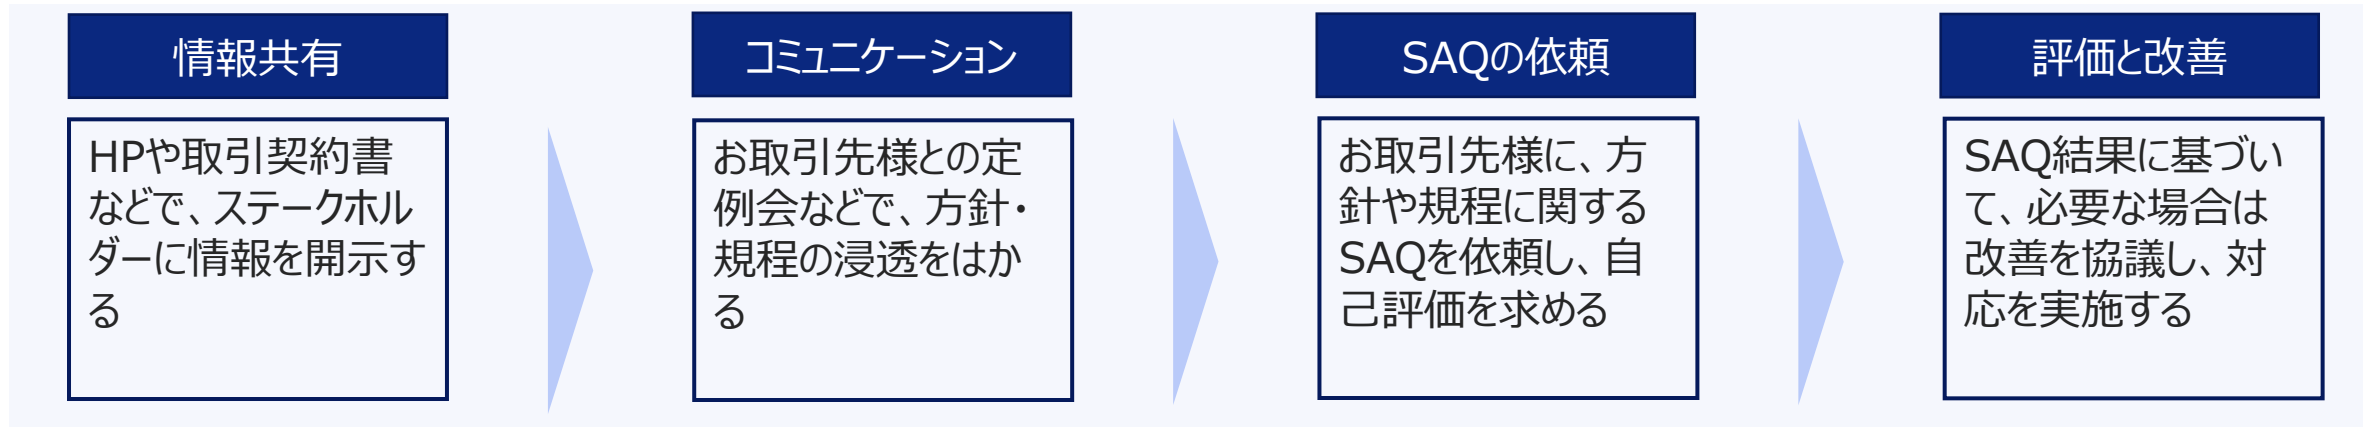 情報共有
HPや取引契約書
などで、ステークホル
ダーに情報を開示す
る
コミュニケーション
お取引先様との定
例会などで、方針・
規程の浸透をはか
る
SAQの依頼
お取引先様に、方
針や規程に関する
SAQを依頼し、自
己評価を求める
評価と改善
SAQ結果に基づい
て、必要な場合は
改善を協議し、対
応を実施する